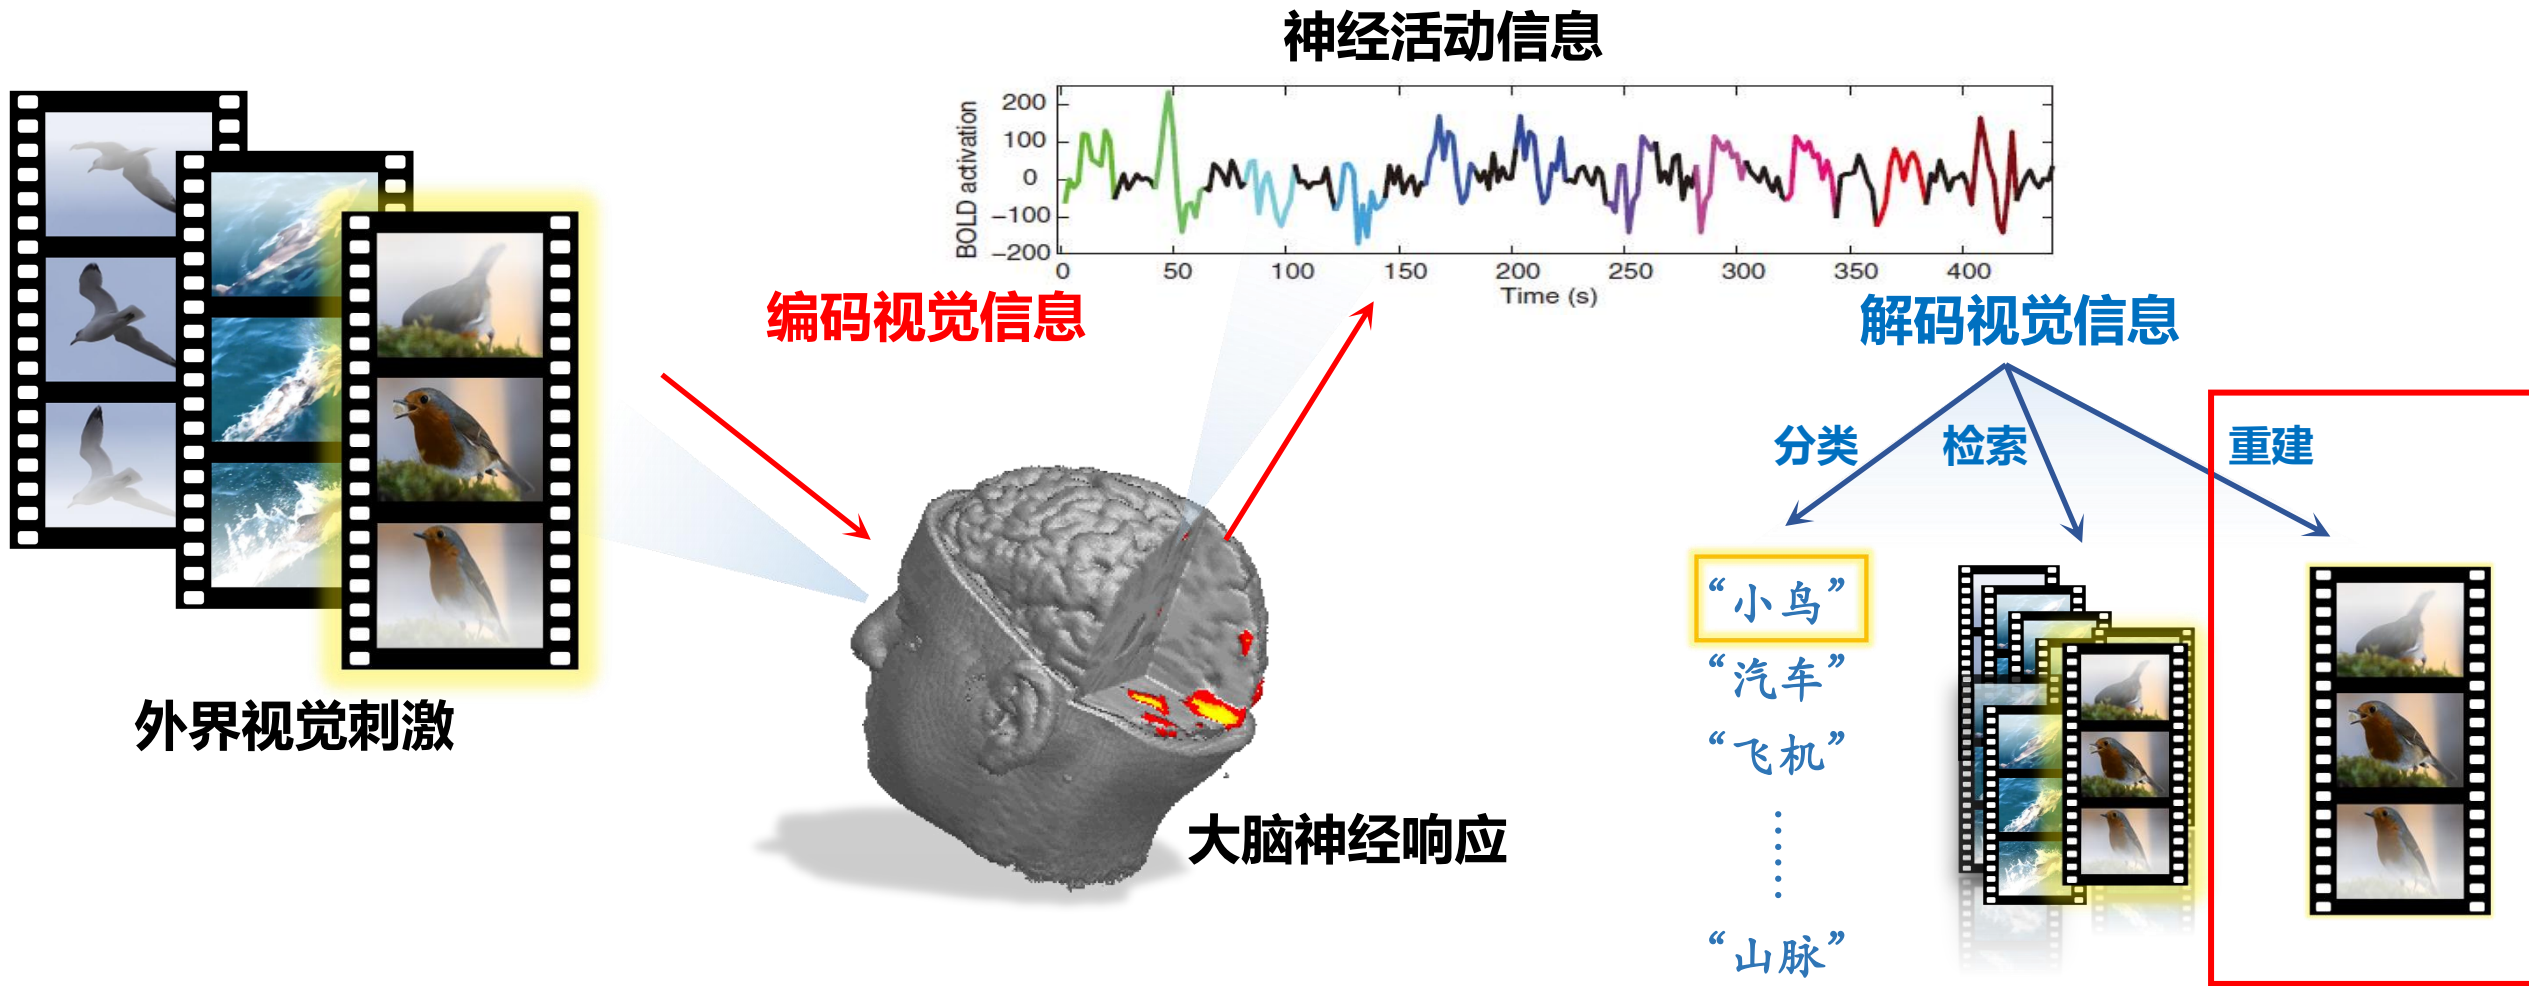 神经活动信息
BOLD activation
200
100
0
−100
−200
0 50 100 150 200 250 300 350 400
Time (s)
编码视觉信息
解码视觉信息
分类 检索 重建
外界视觉刺激
大脑神经响应
“小鸟”
“汽车”
“飞机”
……
“山脉”